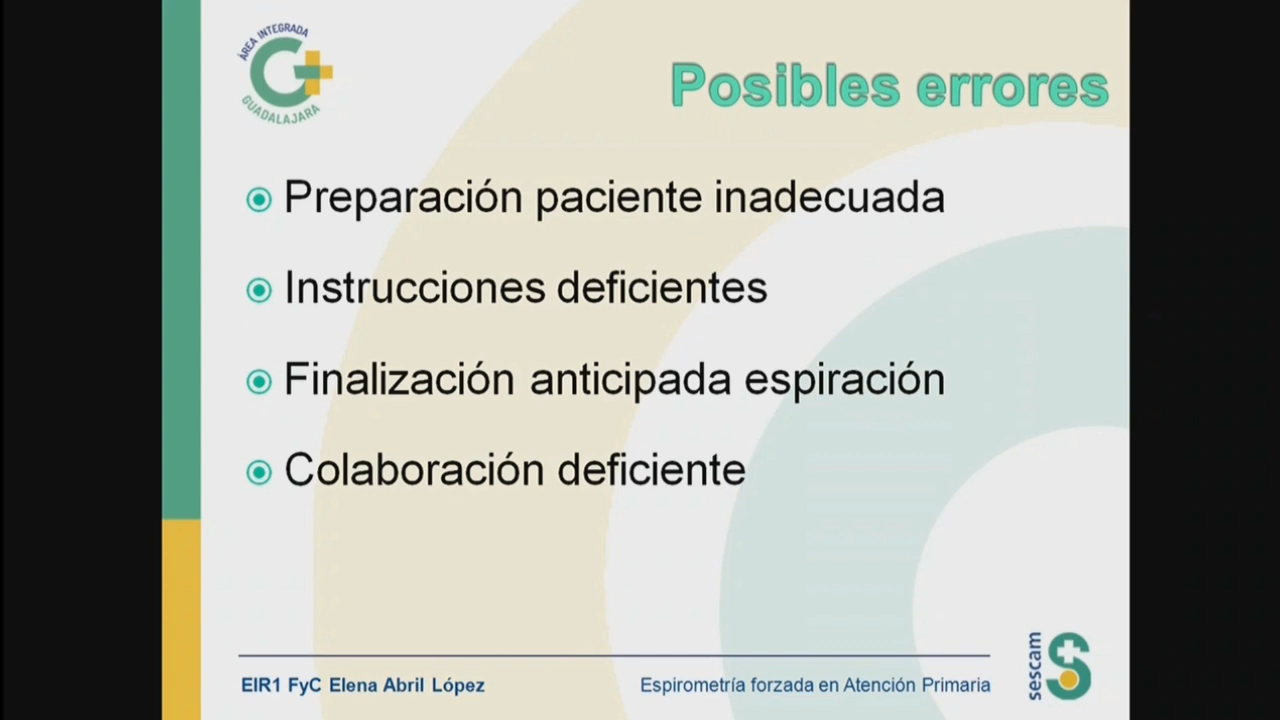 ÁREA INTEGRADA
GUADALAJARA
Posibles errores
Preparación paciente inadecuada
Instrucciones deficientes
Finalización anticipada espiración
Colaboración deficiente
EIR1 FyC Elena Abril López
Espirometría forzada en Atención Primaria
sescam